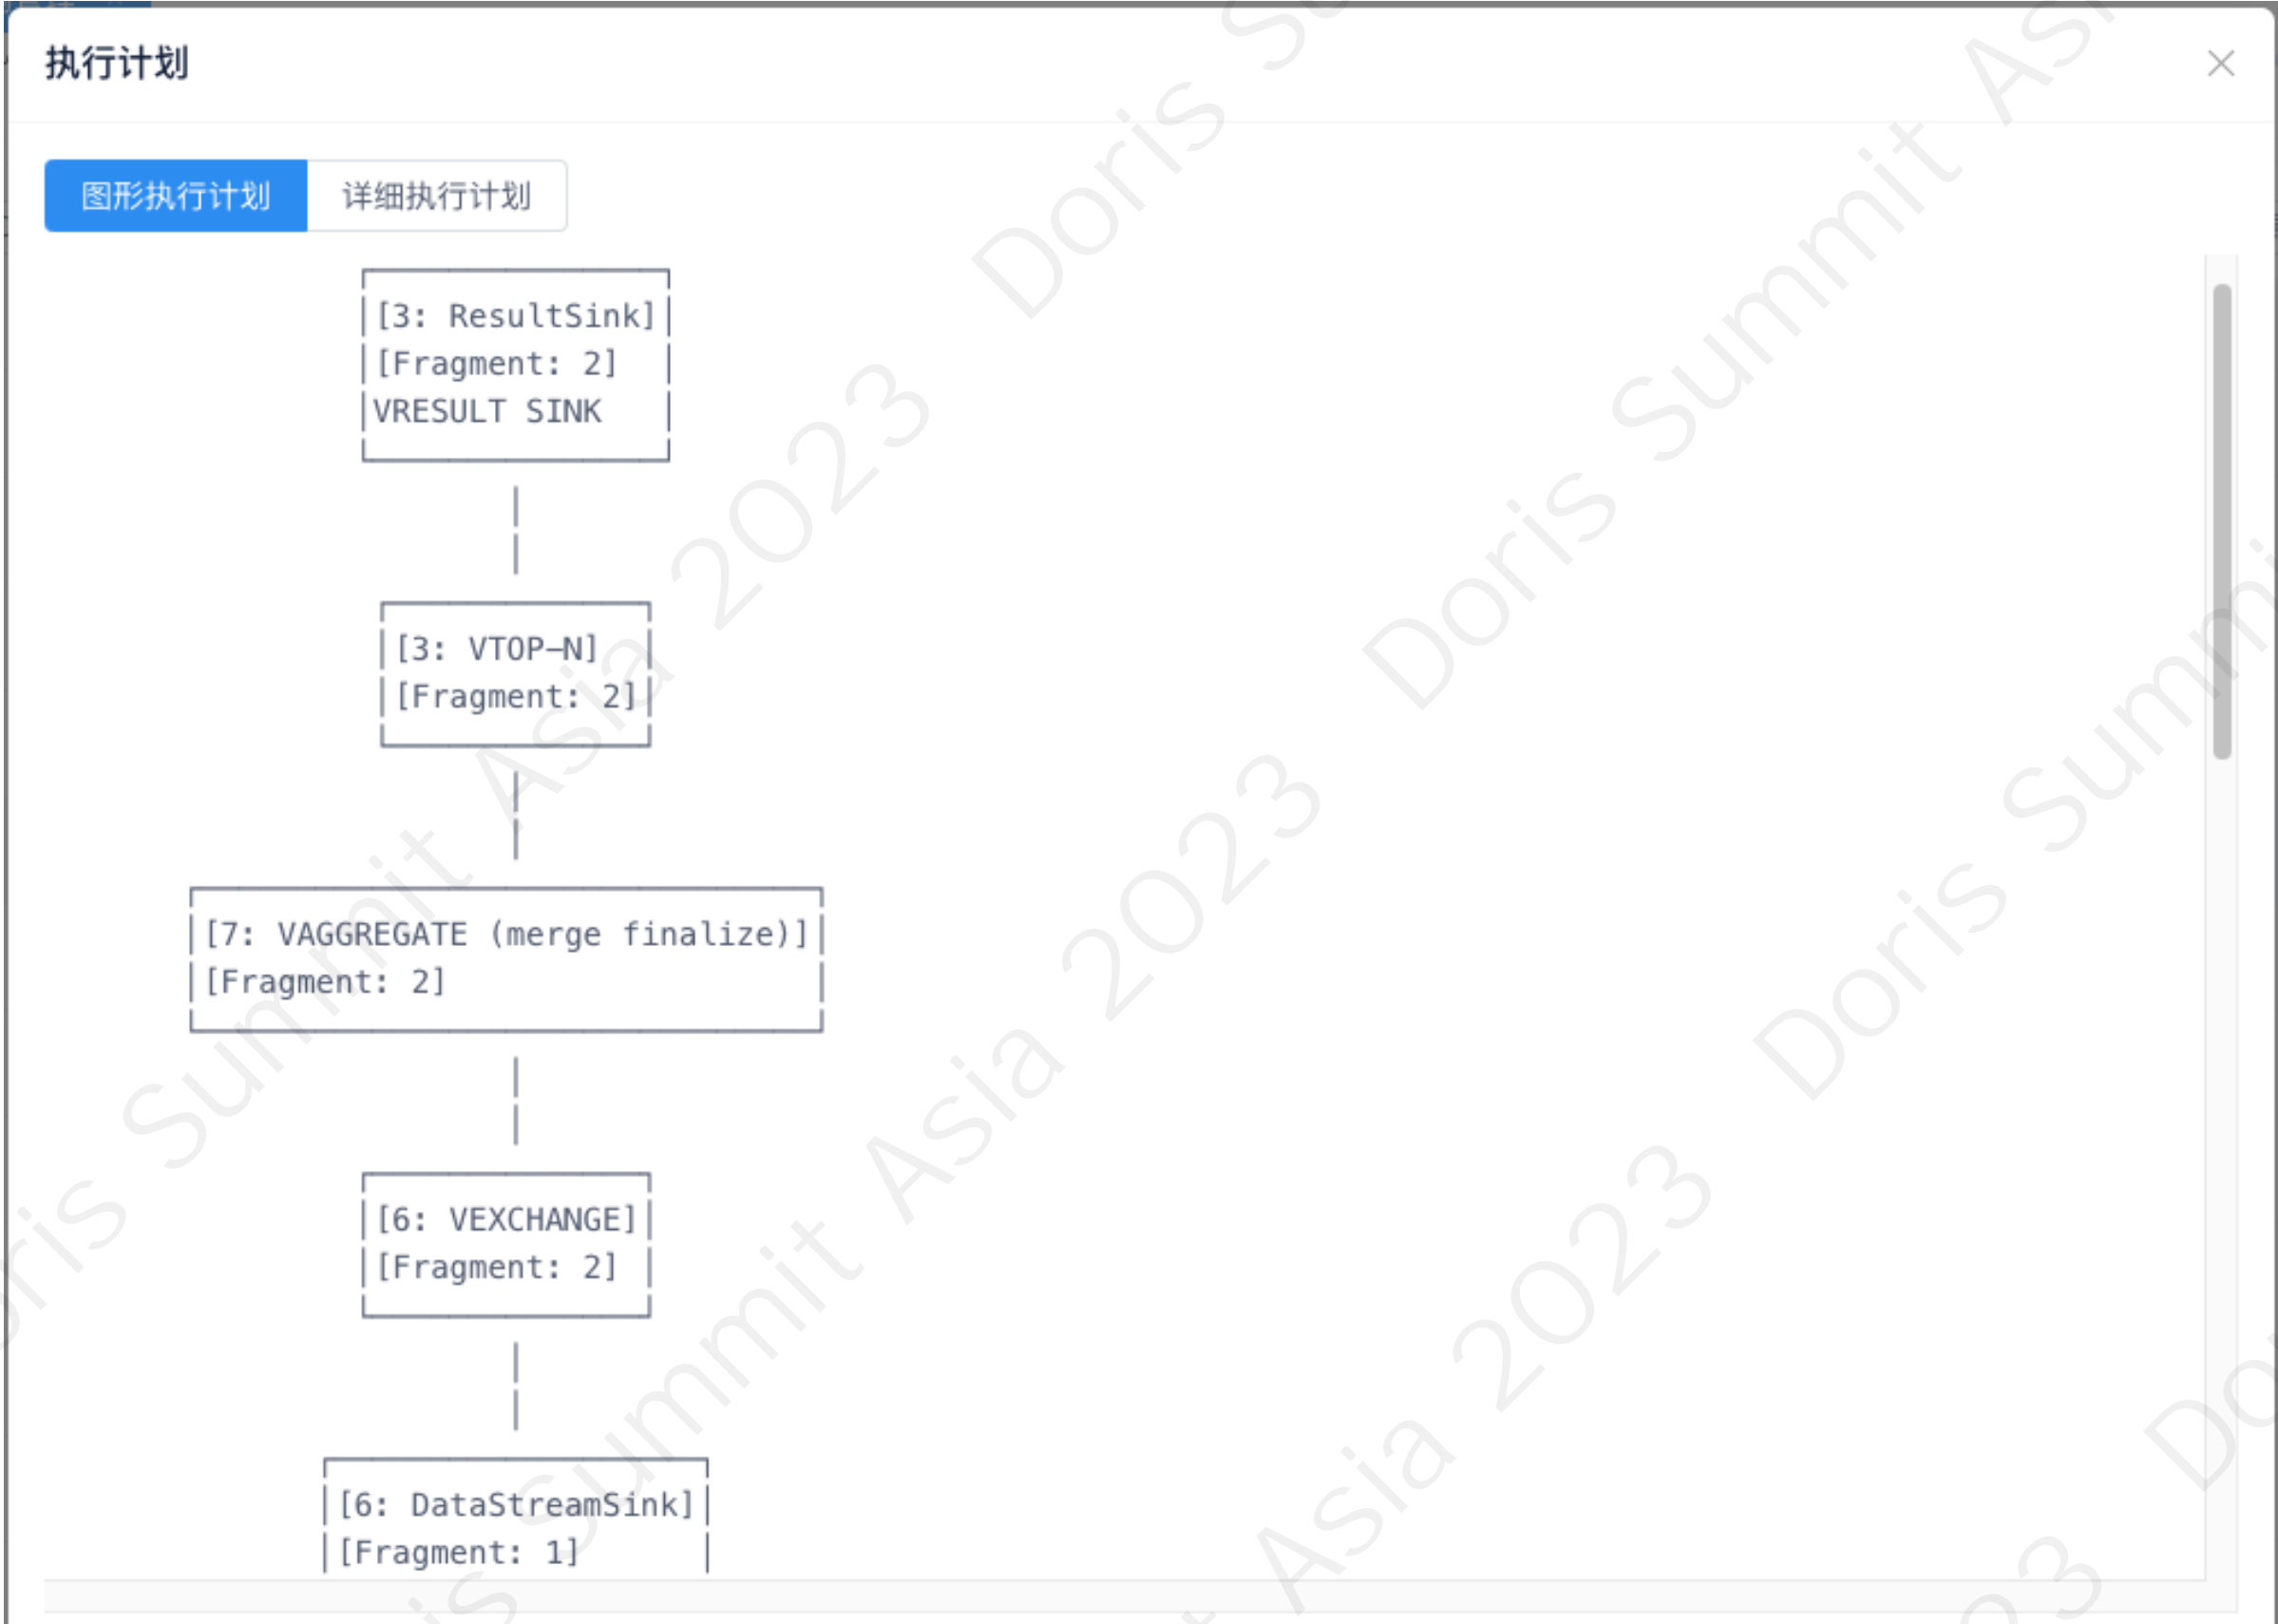 执行计划
图形执行计划 详细执行计划
[3: ResultSink]
[Fragment: 2]
VRESULT SINK
[3: VTOP-N]
[Fragment: 2]
[7: VAGGREGATE (merge finalize)]
[Fragment: 2]
[6: VEXCHANGE]
[Fragment: 2]
[6: DataStreamSink]
[Fragment: 1]
Doris Summit Asia 2023
Doris Summit Asia 2023
Doris Summit Asia 2023